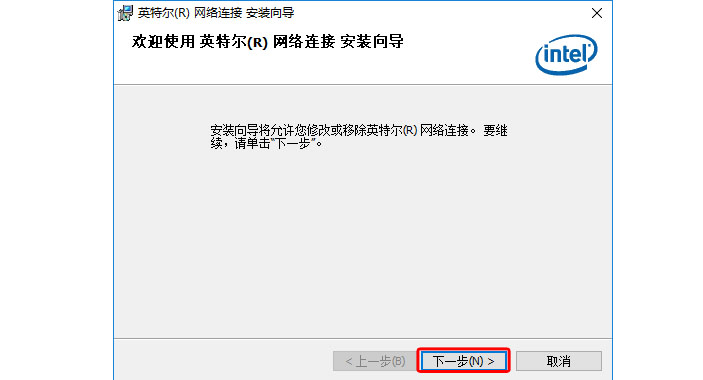 英特尔(R) 网络连接 安装向导
欢迎使用 英特尔(R) 网络连接 安装向导
intel
安装向导将允许您修改或移除英特尔(R) 网络连接。 要继
续，请单击“下一步”。
< 上一步(B)
下一步(N) >
取消